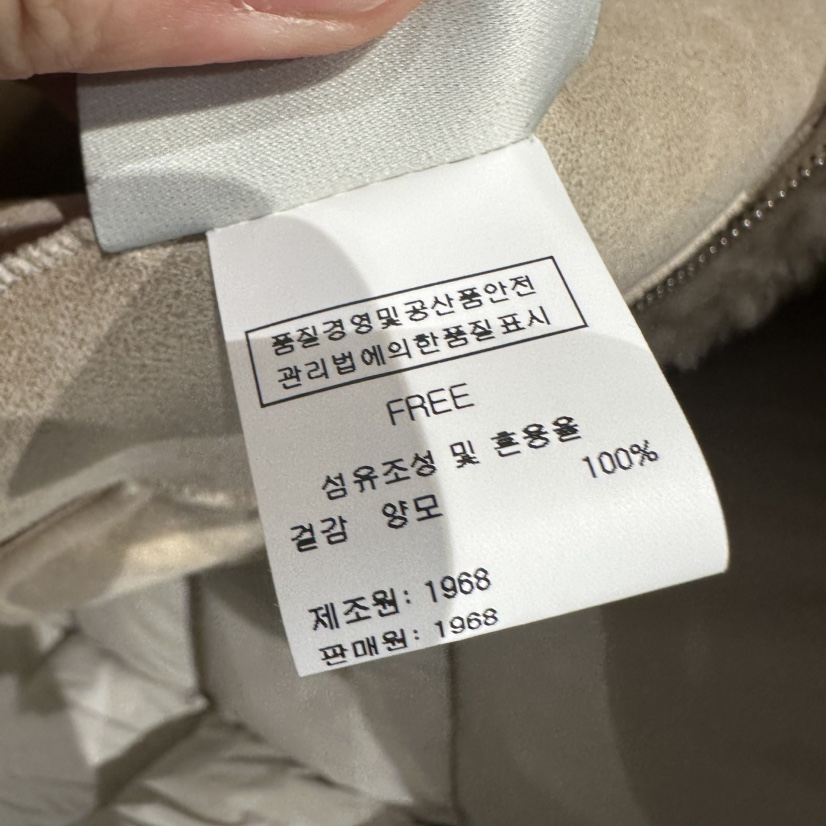 품질경영및공산품안전
관리법에의한품질표시
FREE
섬유조성 및 혼용율
겉감 양모 100%
제조원: 1968
판매원: 1968